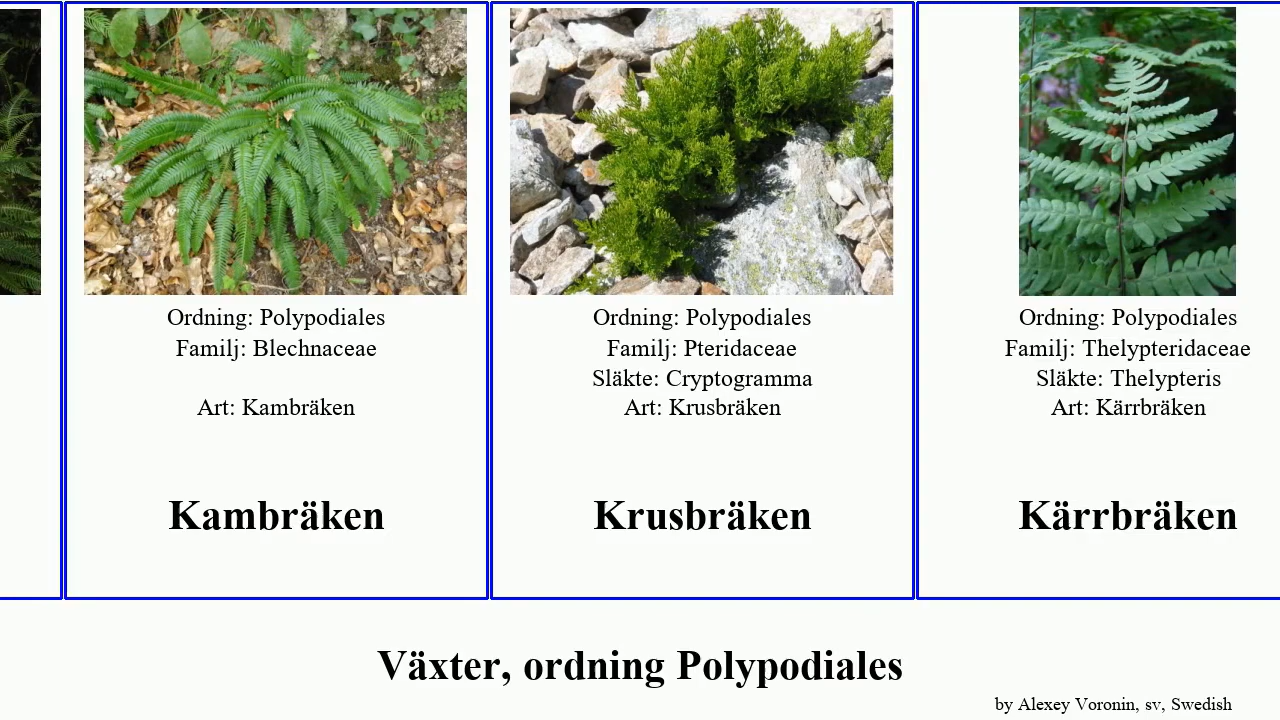 Ordning: Polypodiales
Familj: Blechnaceae
Art: Kambräken
Kambräken
Ordning: Polypodiales
Familj: Pteridaceae
Släkte: Cryptogramma
Art: Krusbräken
Krusbräken
Ordning: Polypodiales
Familj: Thelypteridaceae
Släkte: Thelypteris
Art: Kärrbräken
Kärrbräken
Växter, ordning Polypodiales
by Alexey Voronin, sv, Swedish